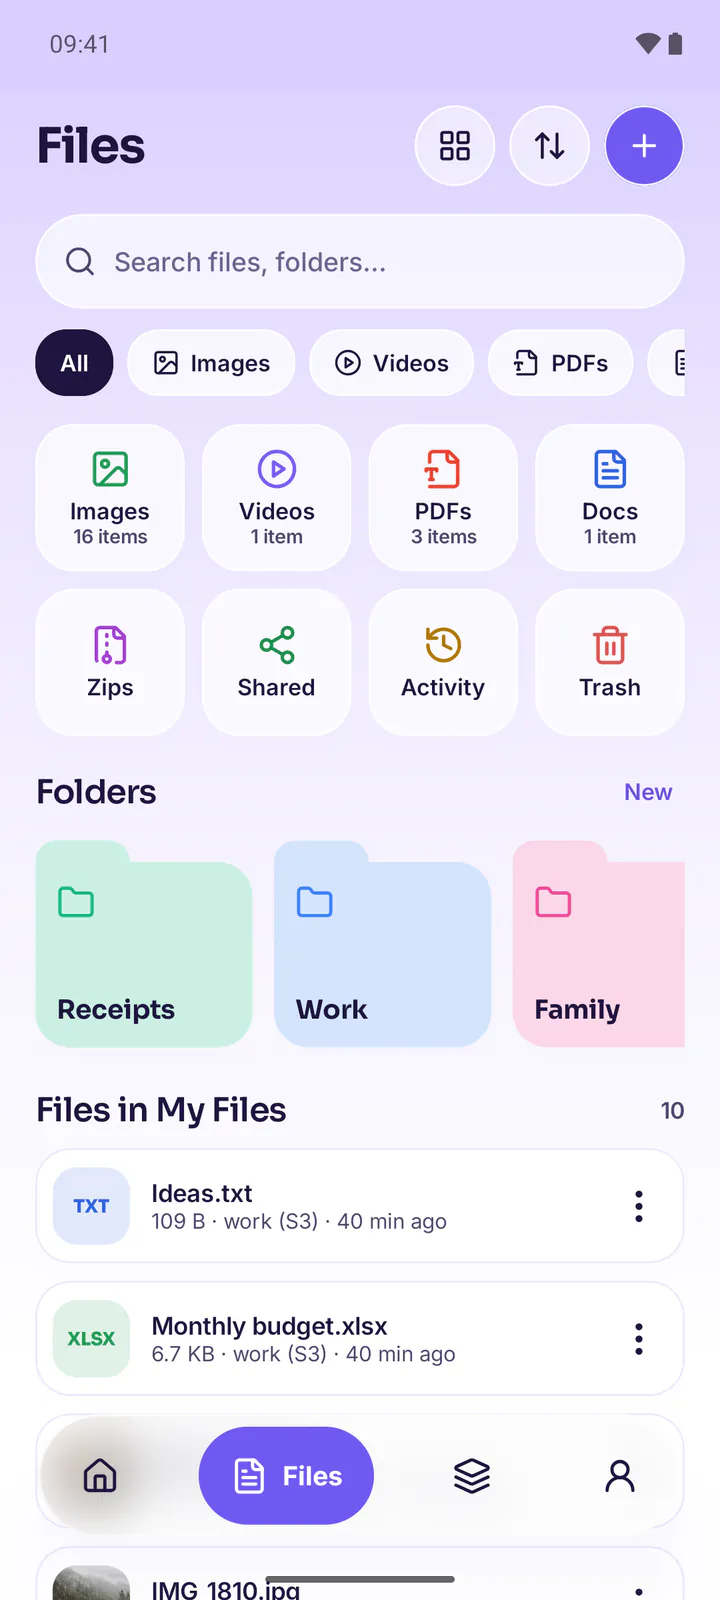 09:41
Files
Search files, folders...
All
Images
Videos
PDFs
Images
16 items
Videos
1 item
PDFs
3 items
Docs
1 item
Zips
Shared
Activity
Trash
Folders
New
Receipts
Work
Family
Files in My Files
10
TXT
Ideas.txt
109 B · work (S3) · 40 min ago
XLSX
Monthly budget.xlsx
6.7 KB · work (S3) · 40 min ago
Files
IMG_1810.jpg